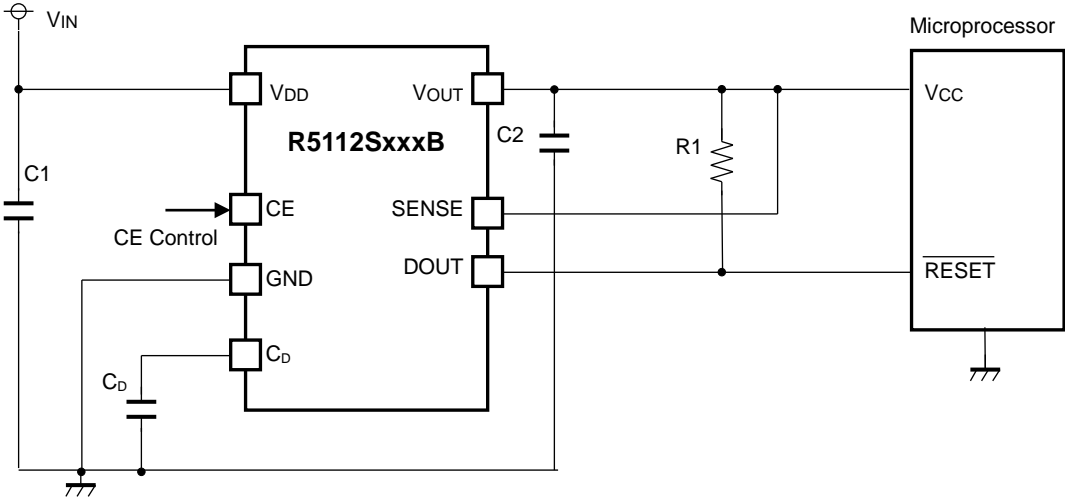 VIN
Microprocessor
VDD
VOUT
VCC
R5112SxxxB
C2
R1
C1
CE
SENSE
CE Control
GND
DOUT
RESET
CD
CD